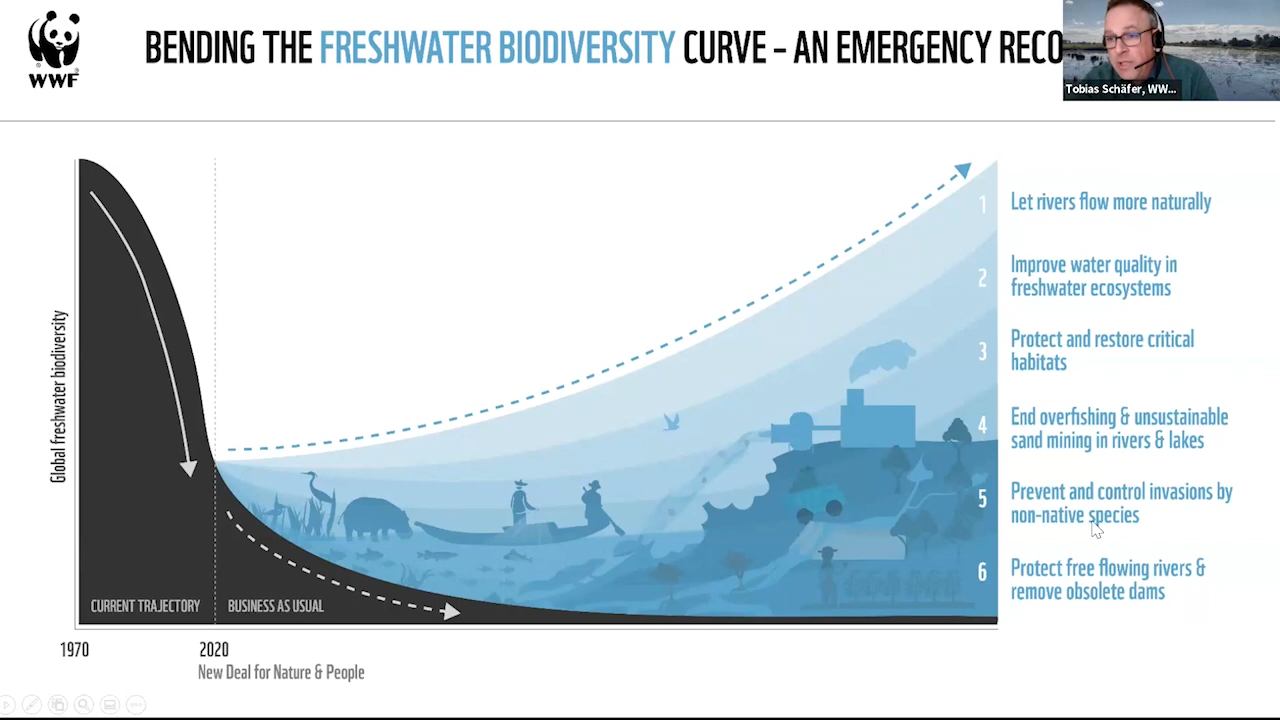 WWF
BENDING THE FRESHWATER BIODIVERSITY CURVE – AN EMERGENCY RECO
Tobias Schäfer, WW...
1 Let rivers flow more naturally
2 Improve water quality in
freshwater ecosystems
3 Protect and restore critical
habitats
4 End overfishing & unsustainable
sand mining in rivers & lakes
5 Prevent and control invasions by
non-native species
6 Protect free flowing rivers &
remove obsolete dams
Global freshwater biodiversity
CURRENT TRAJECTORY
BUSINESS AS USUAL
1970
2020
New Deal for Nature & People